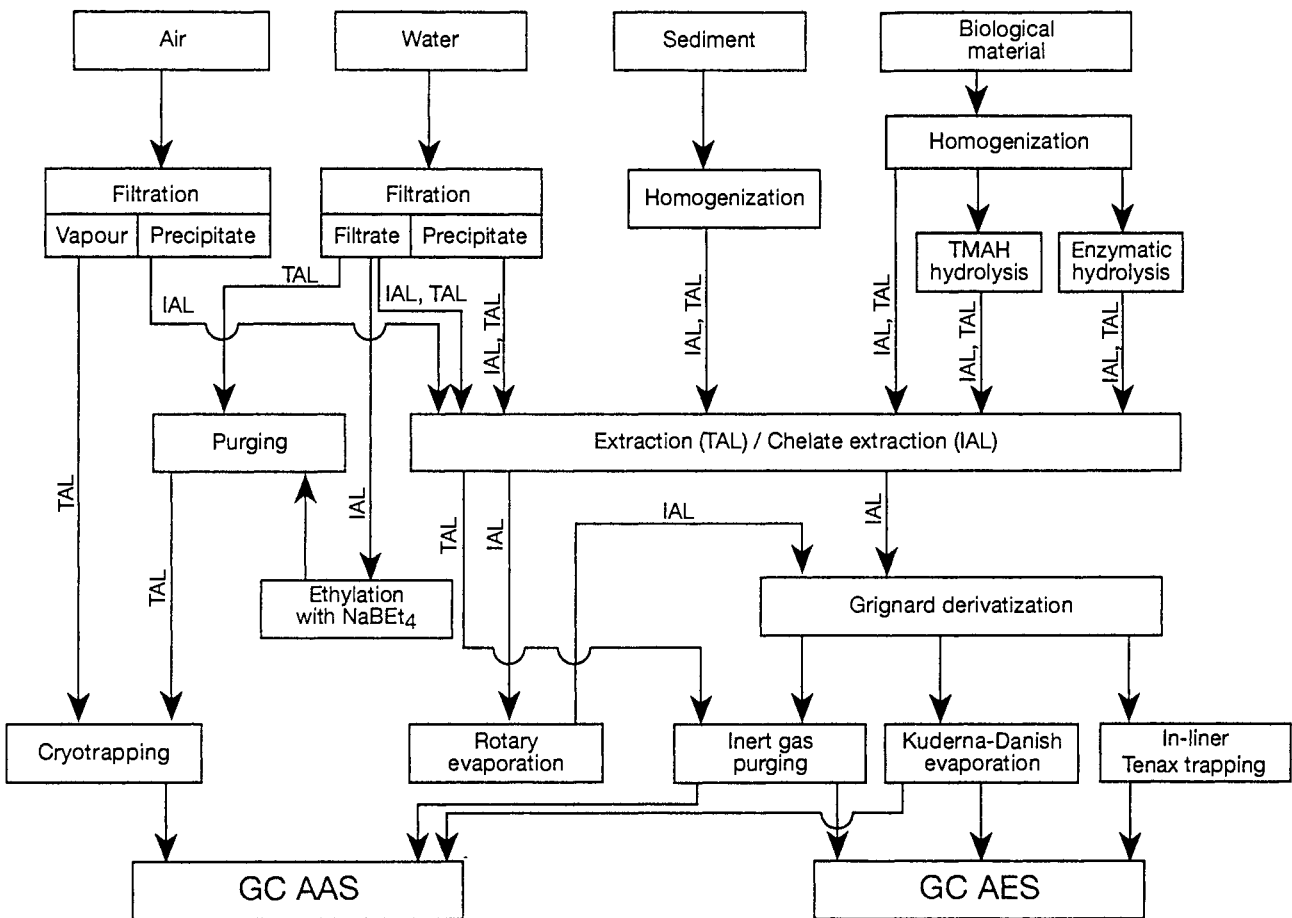 Air
Water
Sediment
Biological
material
Homogenization
Filtration
Vapour
Precipitate
Filtration
Filtrate
Precipitate
Homogenization
TMAH
hydrolysis
Enzymatic
hydrolysis
TAL
IAL
IAL, TAL
IAL, TAL
IAL, TAL
IAL, TAL
IAL, TAL
IAL, TAL
Purging
Extraction (TAL) / Chelate extraction (IAL)
TAL
IAL
TAL
IAL
IAL
IAL
TAL
Ethylation
with NaBEt4
Grignard derivatization
Cryotrapping
Rotary
evaporation
Inert gas
purging
Kuderna-Danish
evaporation
In-liner
Tenax trapping
GC AAS
GC AES